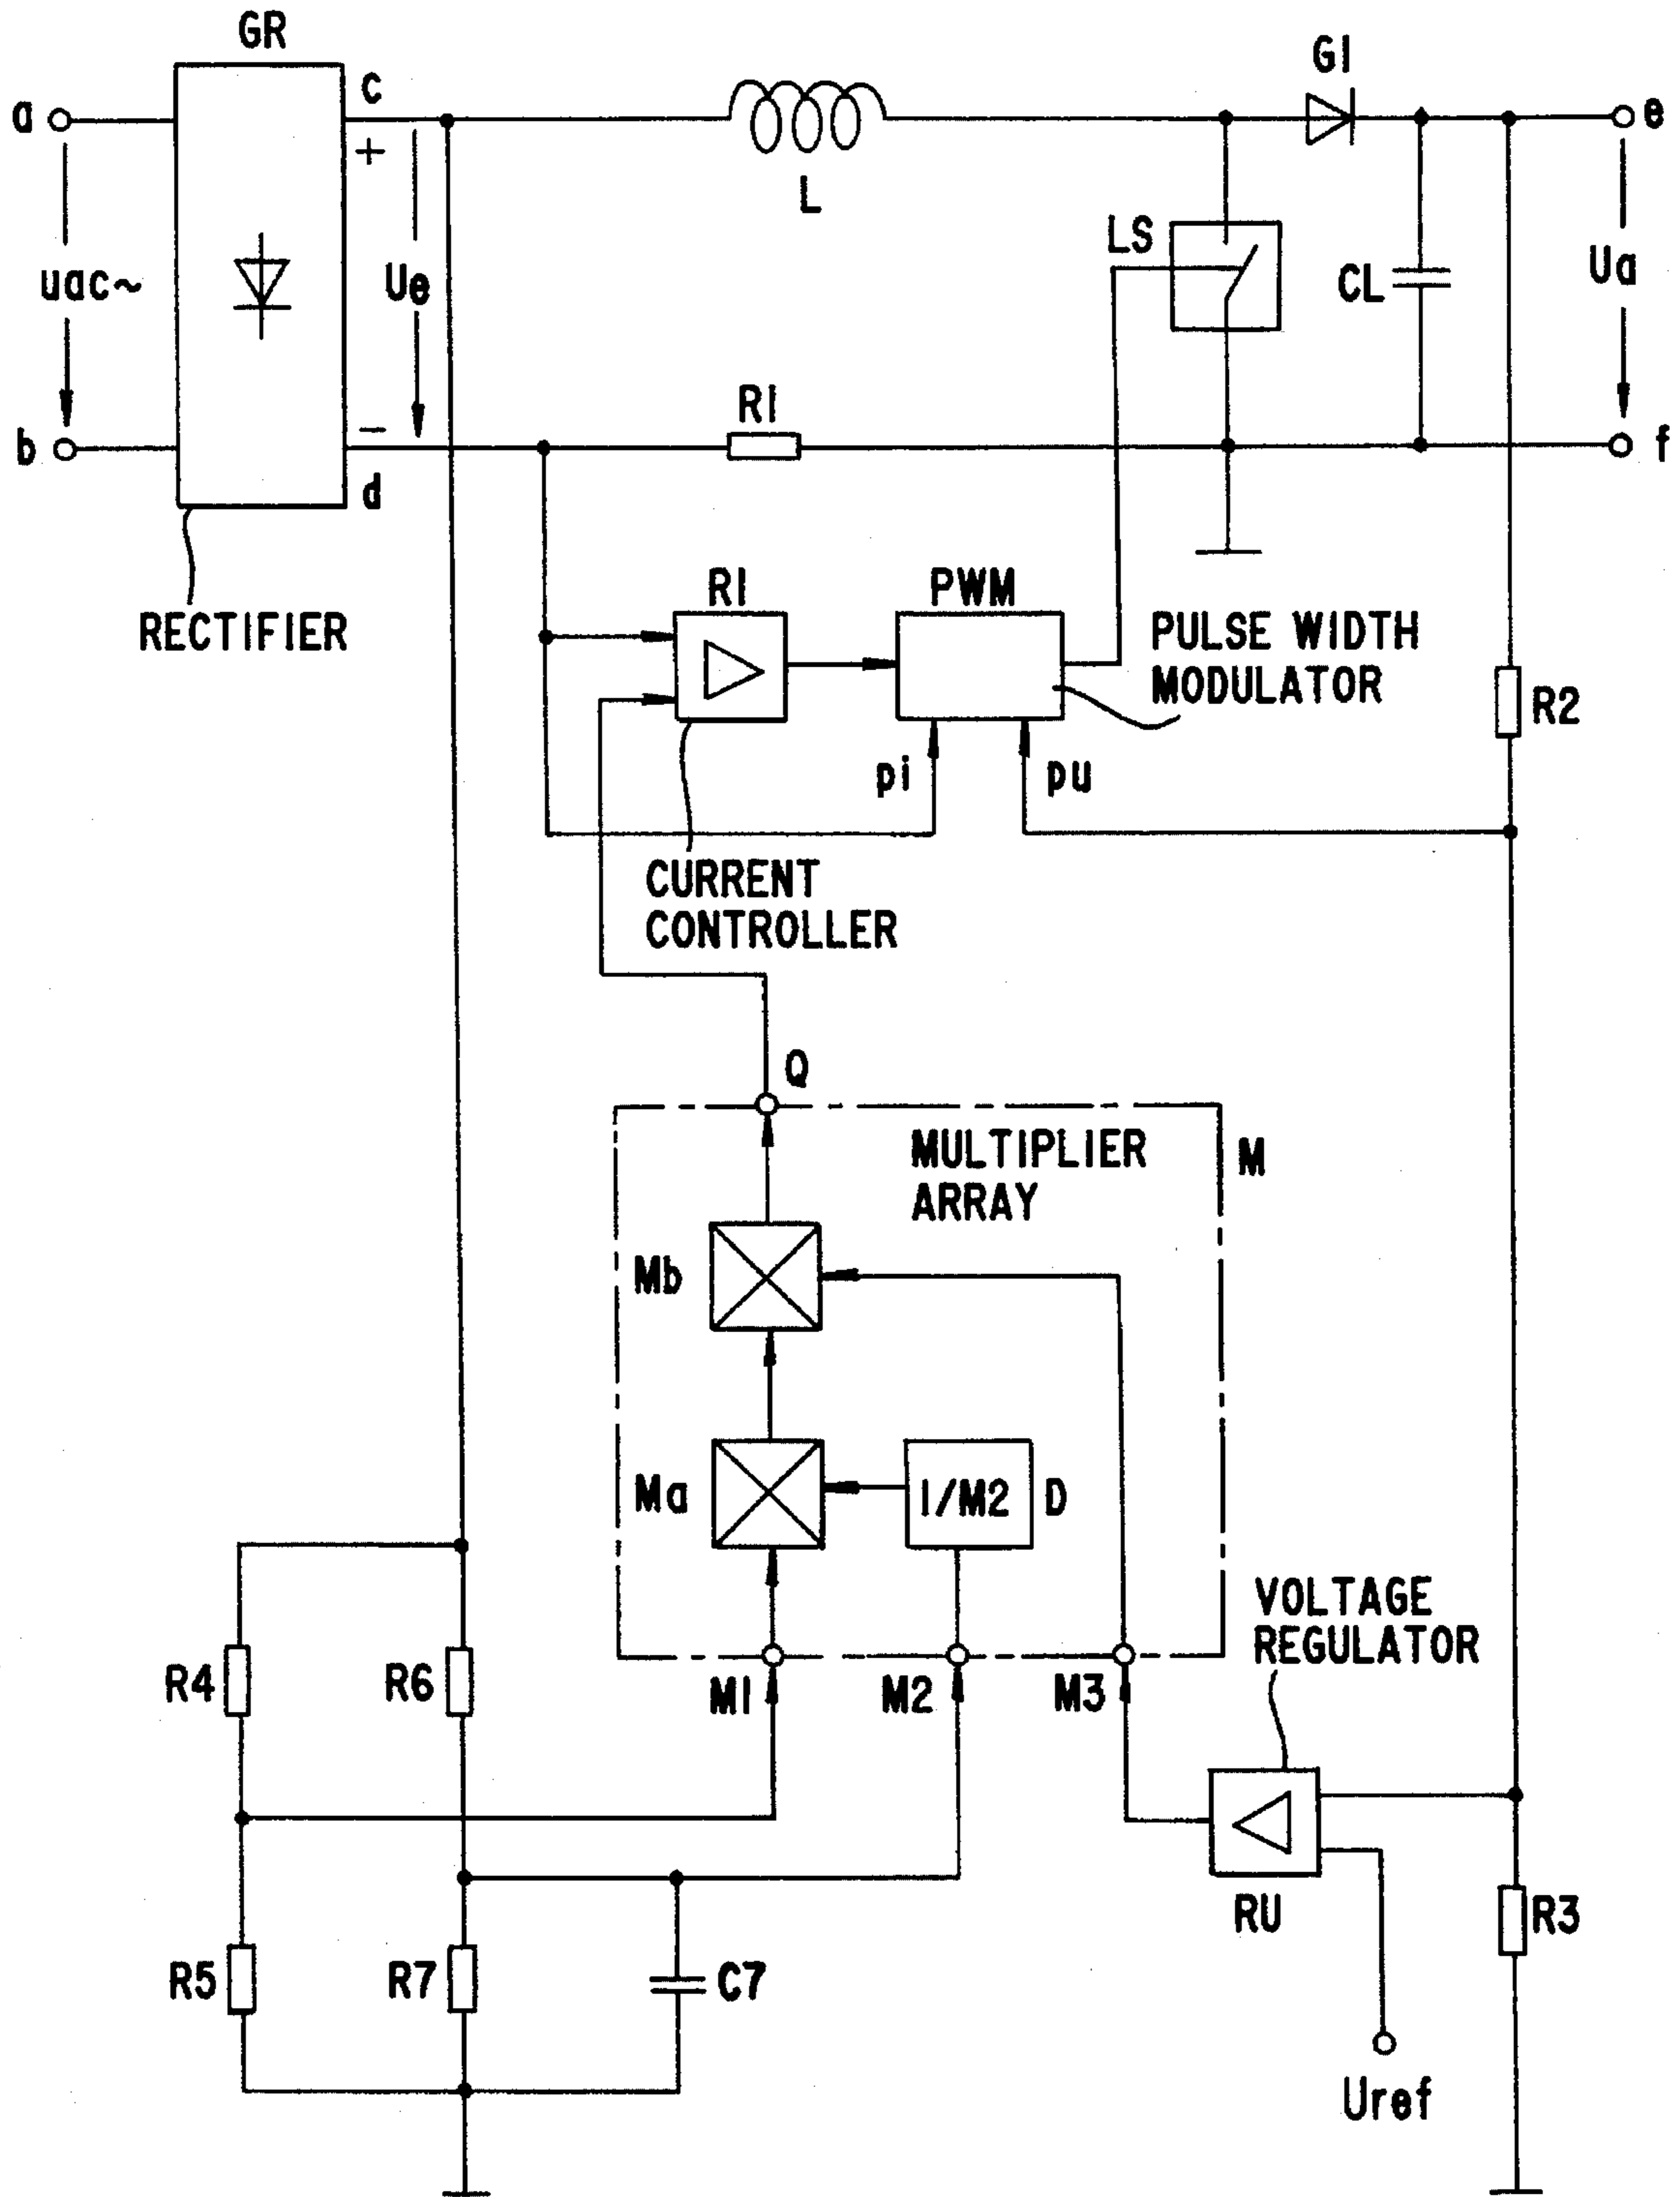 GR
c
G1
a
e
+
L
LS
uac~
Ue
CL
Ua
R1
b
–
f
d
RI
PWM
RECTIFIER
PULSE WIDTH
MODULATOR
R2
pi
pu
CURRENT
CONTROLLER
Q
MULTIPLIER
ARRAY
M
Mb
Ma
1/M2
D
VOLTAGE
REGULATOR
R4
R6
M1
M2
M3
RU
R3
R5
R7
C7
Uref